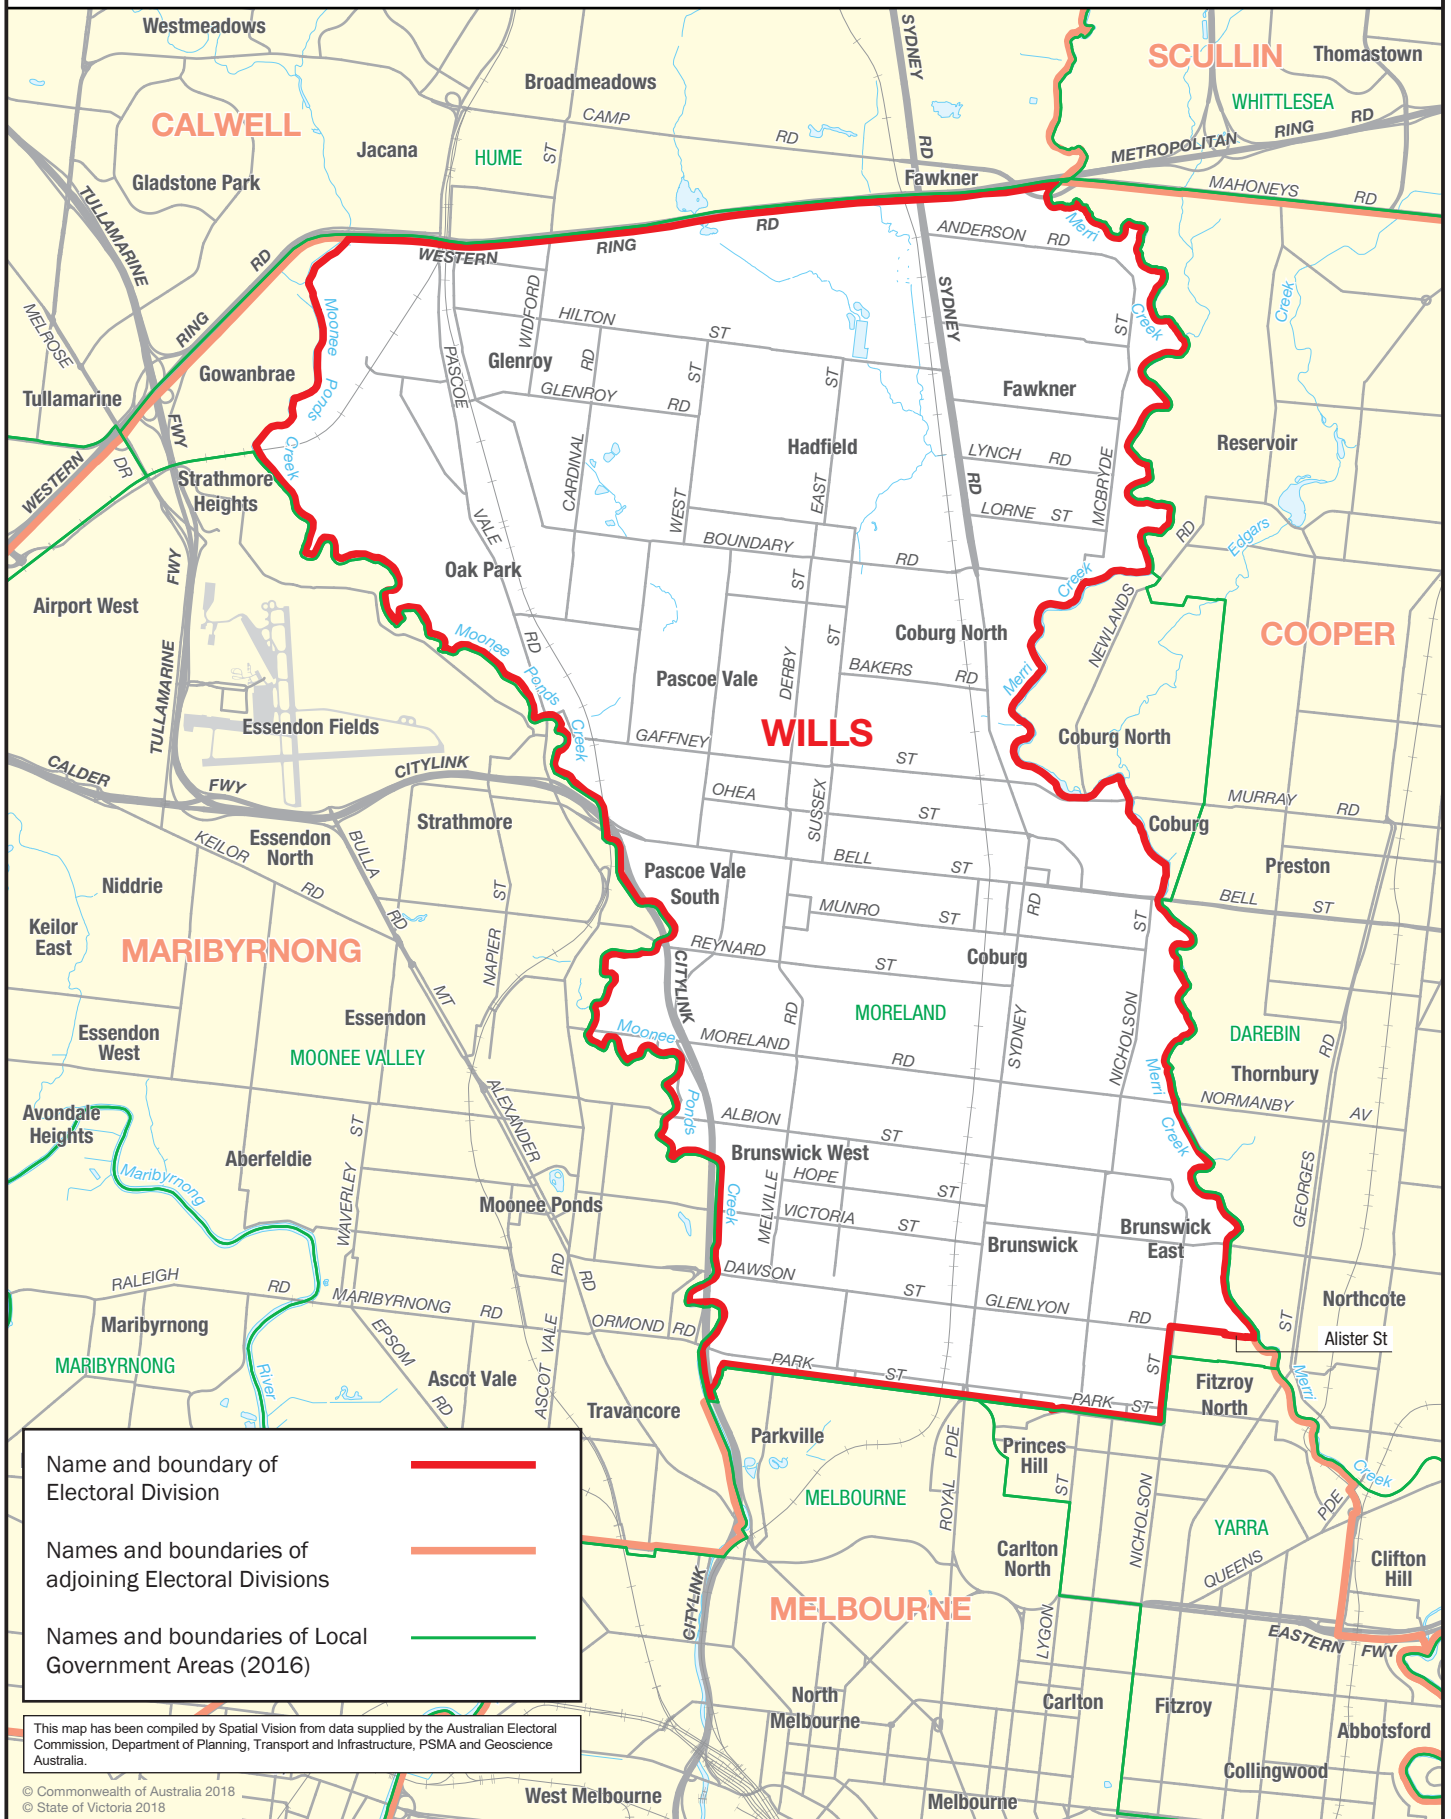 Westmeadows
SYDNEY
SCULLIN
Thomastown
Broadmeadows
WHITTLESEA
CALWELL
CAMP
RD
METROPOLITAN
RING
RD
Jacana
HUME
ST
RD
Fawkner
Gladstone Park
MAHONEYS
RD
TULLAMARINE
RD
RING
RD
Merri
ANDERSON RD
WESTERN
RD
RING
Moonee
WIDFORD
SYDNEY
Creek
Creek
MELROSE
HILTON
ST
ST
Gowanbrae
PASCOE
Glenroy
RD
ST
ST
Fawkner
Tullamarine
Ponds
GLENROY
RD
FWY
Creek
CARDINAL
Hadfield
LYNCH RD
Reservoir
WESTERN
DR
Strathmore
Heights
RD
MCBRYDE
EAST
WEST
LORNE ST
VALE
RD
Edgars
BOUNDARY
RD
FWY
Oak Park
ST
Creek
Airport West
NEWLANDS
Moonee
RD
ST
Coburg North
COOPER
TULLAMARINE
Ponds
Pascoe Vale
DERBY
BAKERS
RD
Merri
Essendon Fields
Creek
GAFFNEY
WILLS
ST
Coburg North
CALDER
FWY
CITYLINK
OHEA
SUSSEX
ST
MURRAY
RD
Strathmore
Coburg
KEILOR
RD
Essendon
North
BULLA
RD
BELL
ST
Preston
Niddrie
Pascoe Vale
South
ST
MUNRO
ST
RD
BELL
ST
Keilor
East
MARIBYRNONG
NAPIER
REYNARD
ST
Coburg
ST
CITYLINK
MT
Essendon
Essendon
West
MOONEE VALLEY
Moonee
MORELAND
RD
MORELAND
RD
SYDNEY
NICHOLSON
DAREBIN
RD
Thornbury
Merri
NORMANBY
AV
Avondale
Heights
ALEXANDER
Ponds
ALBION
ST
Creek
ST
Aberfeldie
Maribyrnong
Brunswick West
HOPE
ST
GEORGES
WAVERLEY
Moonee Ponds
Creek
MELVILLE
VICTORIA
ST
Brunswick
Brunswick
East
RALEIGH
RD
RD
RD
DAWSON
ST
GLENLYON
RD
Northcote
MARIBYRNONG
RD
ORMOND RD
ST
Maribyrnong
EPSOM
RD
Alister St
MARIBYRNONG
River
Ascot Vale
ASCOT VALE
PARK
ST
ST
Merri
Fitzroy
North
PARK ST
Travancore
Parkville
Princes
Hill
Creek
Name and boundary of
Electoral Division
ROYAL PDE
ST
MELBOURNE
NICHOLSON
PDE
YARRA
Names and boundaries of
adjoining Electoral Divisions
Carlton
North
QUEENS
Clifton
Hill
CITYLINK
MELBOURNE
LYGON
EASTERN FWY
Names and boundaries of Local
Government Areas (2016)
North
Melbourne
Carlton
Fitzroy
Abbotsford
This map has been compiled by Spatial Vision from data supplied by the Australian Electoral
Commission, Department of Planning, Transport and Infrastructure, PSMA and Geoscience
Australia.
Collingwood
© Commonwealth of Australia 2018
© State of Victoria 2018
West Melbourne
Melbourne